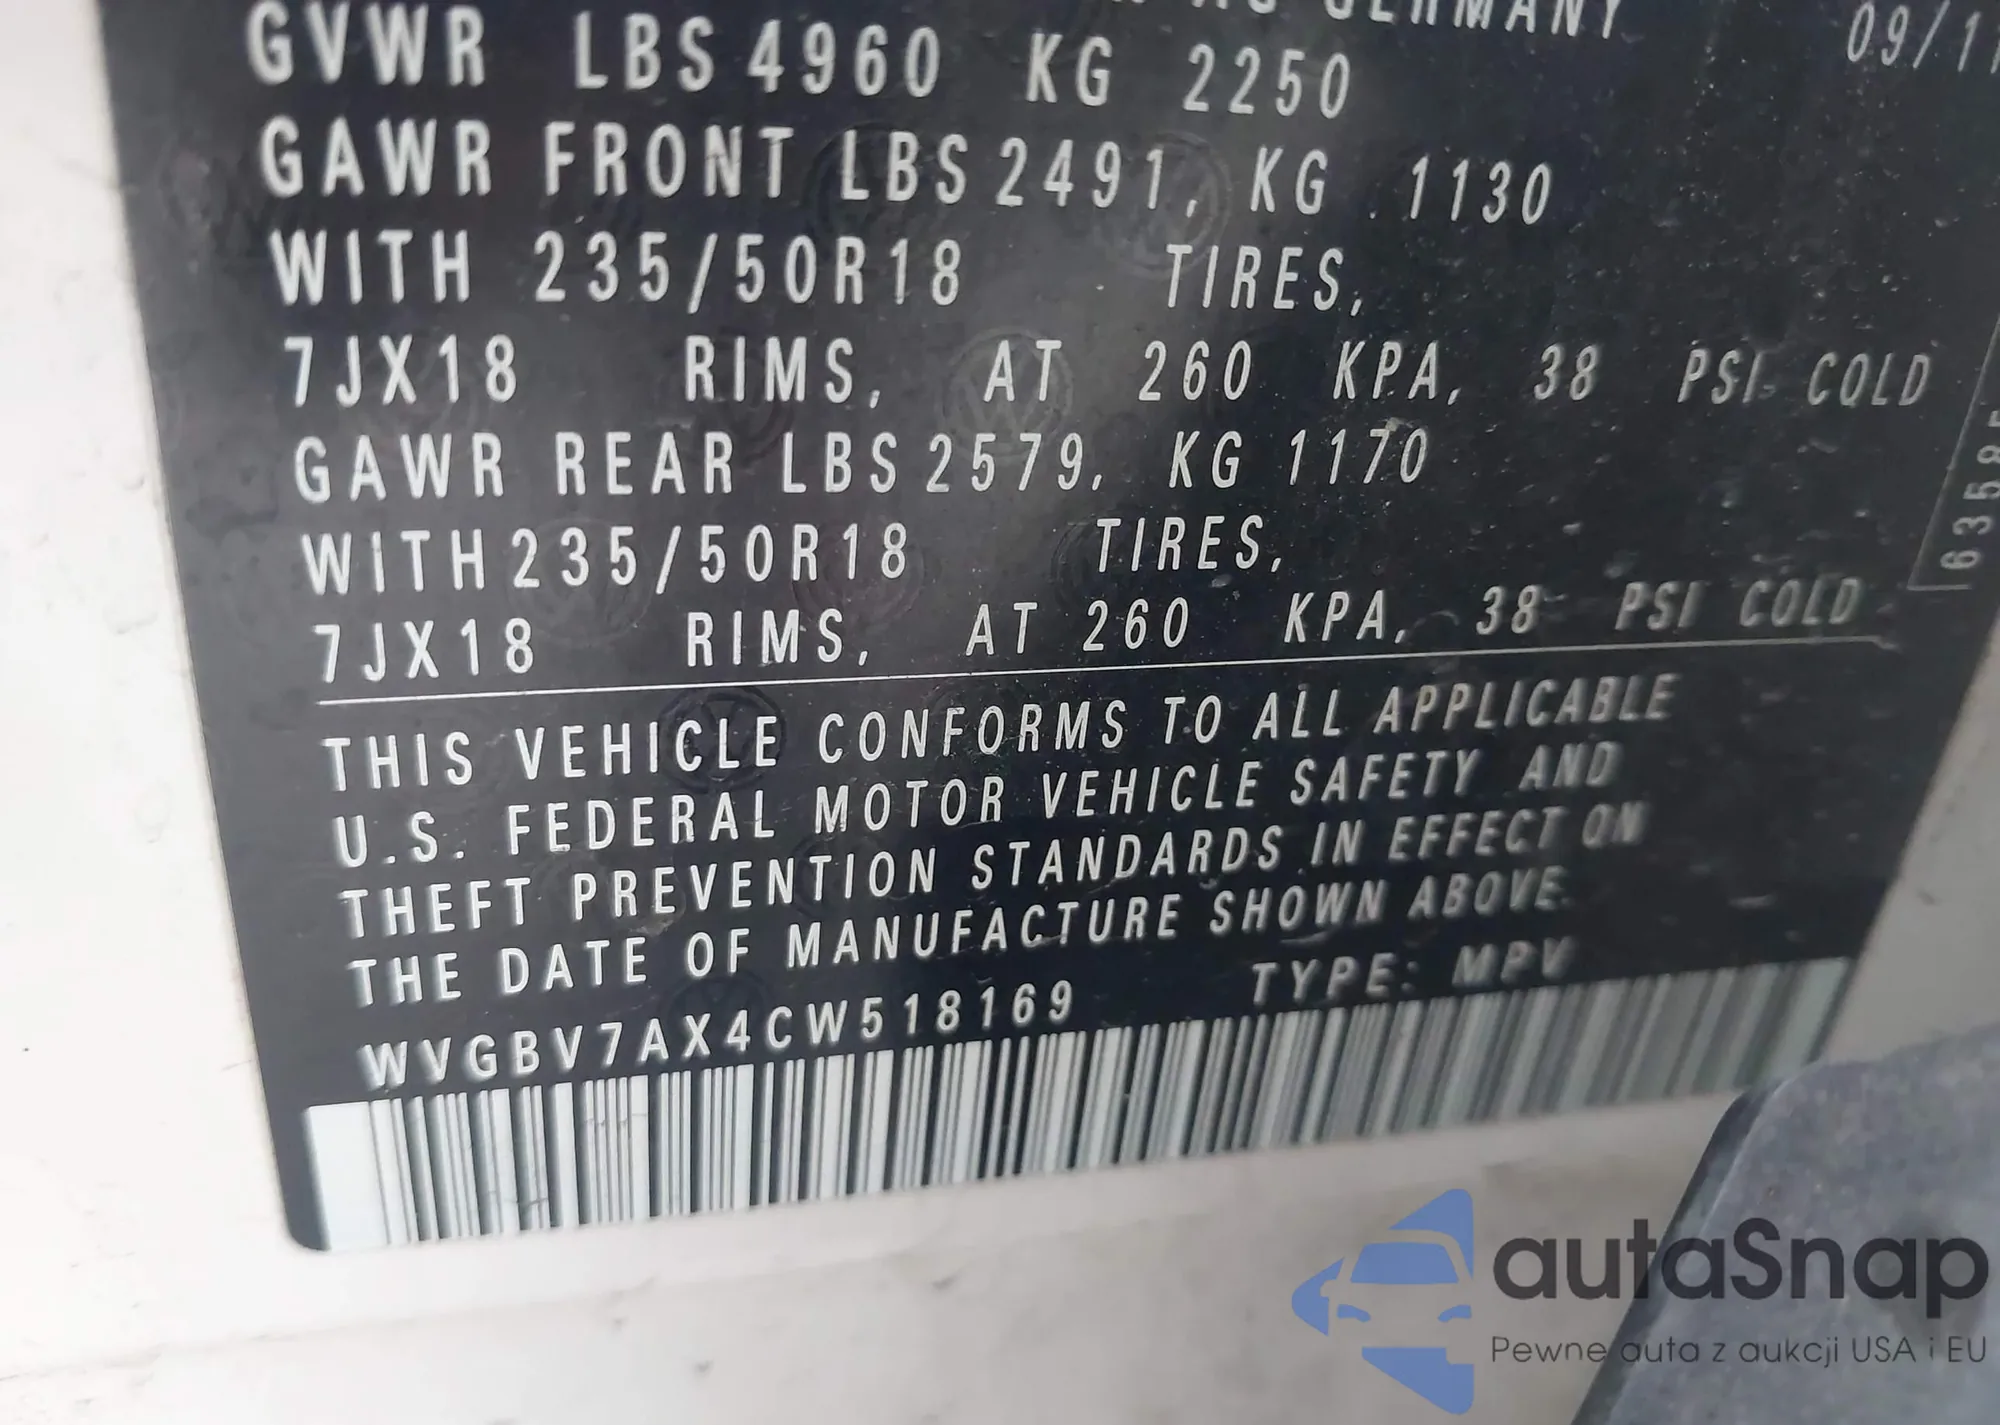 GERMANY 09/11
GVWR LBS 4960 KG 2250
GAWR FRONT LBS 2491, KG 1130
WITH 235/50R18 TIRES,
7JX18 RIMS, AT 260 KPA, 38 PSI COLD
GAWR REAR LBS 2579, KG 1170
WITH 235/50R18 TIRES,
7JX18 RIMS, AT 260 KPA, 38 PSI COLD
THIS VEHICLE CONFORMS TO ALL APPLICABLE
U.S. FEDERAL MOTOR VEHICLE SAFETY AND
THEFT PREVENTION STANDARDS IN EFFECT ON
THE DATE OF MANUFACTURE SHOWN ABOVE.
WVGBV7AX4CW518169 TYPE: MPV
autaSnap
Pewne auta z aukcji USA i EU